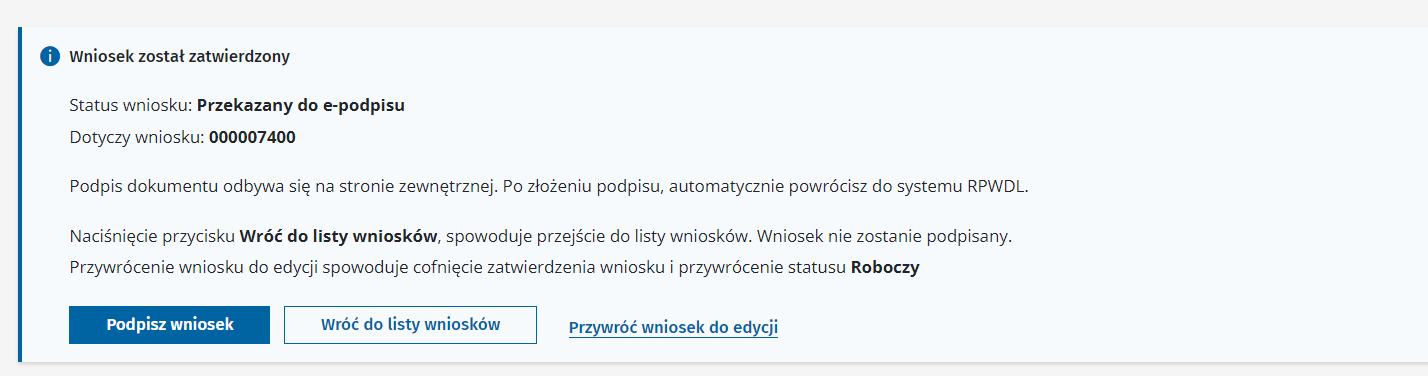 Wniosek został zatwierdzony
Status wniosku: Przekazany do e-podpisu
Dotyczy wniosku: 000007400
Podpis dokumentu odbywa się na stronie zewnętrznej. Po złożeniu podpisu, automatycznie powrócisz do systemu RPWDL.
Naciśnięcie przycisku Wróć do listy wniosków, spowoduje przejście do listy wniosków. Wniosek nie zostanie podpisany.
Przywrócenie wniosku do edycji spowoduje cofnięcie zatwierdzenia wniosku i przywrócenie statusu Roboczy
Podpisz wniosek Wróć do listy wniosków Przywróć wniosek do edycji